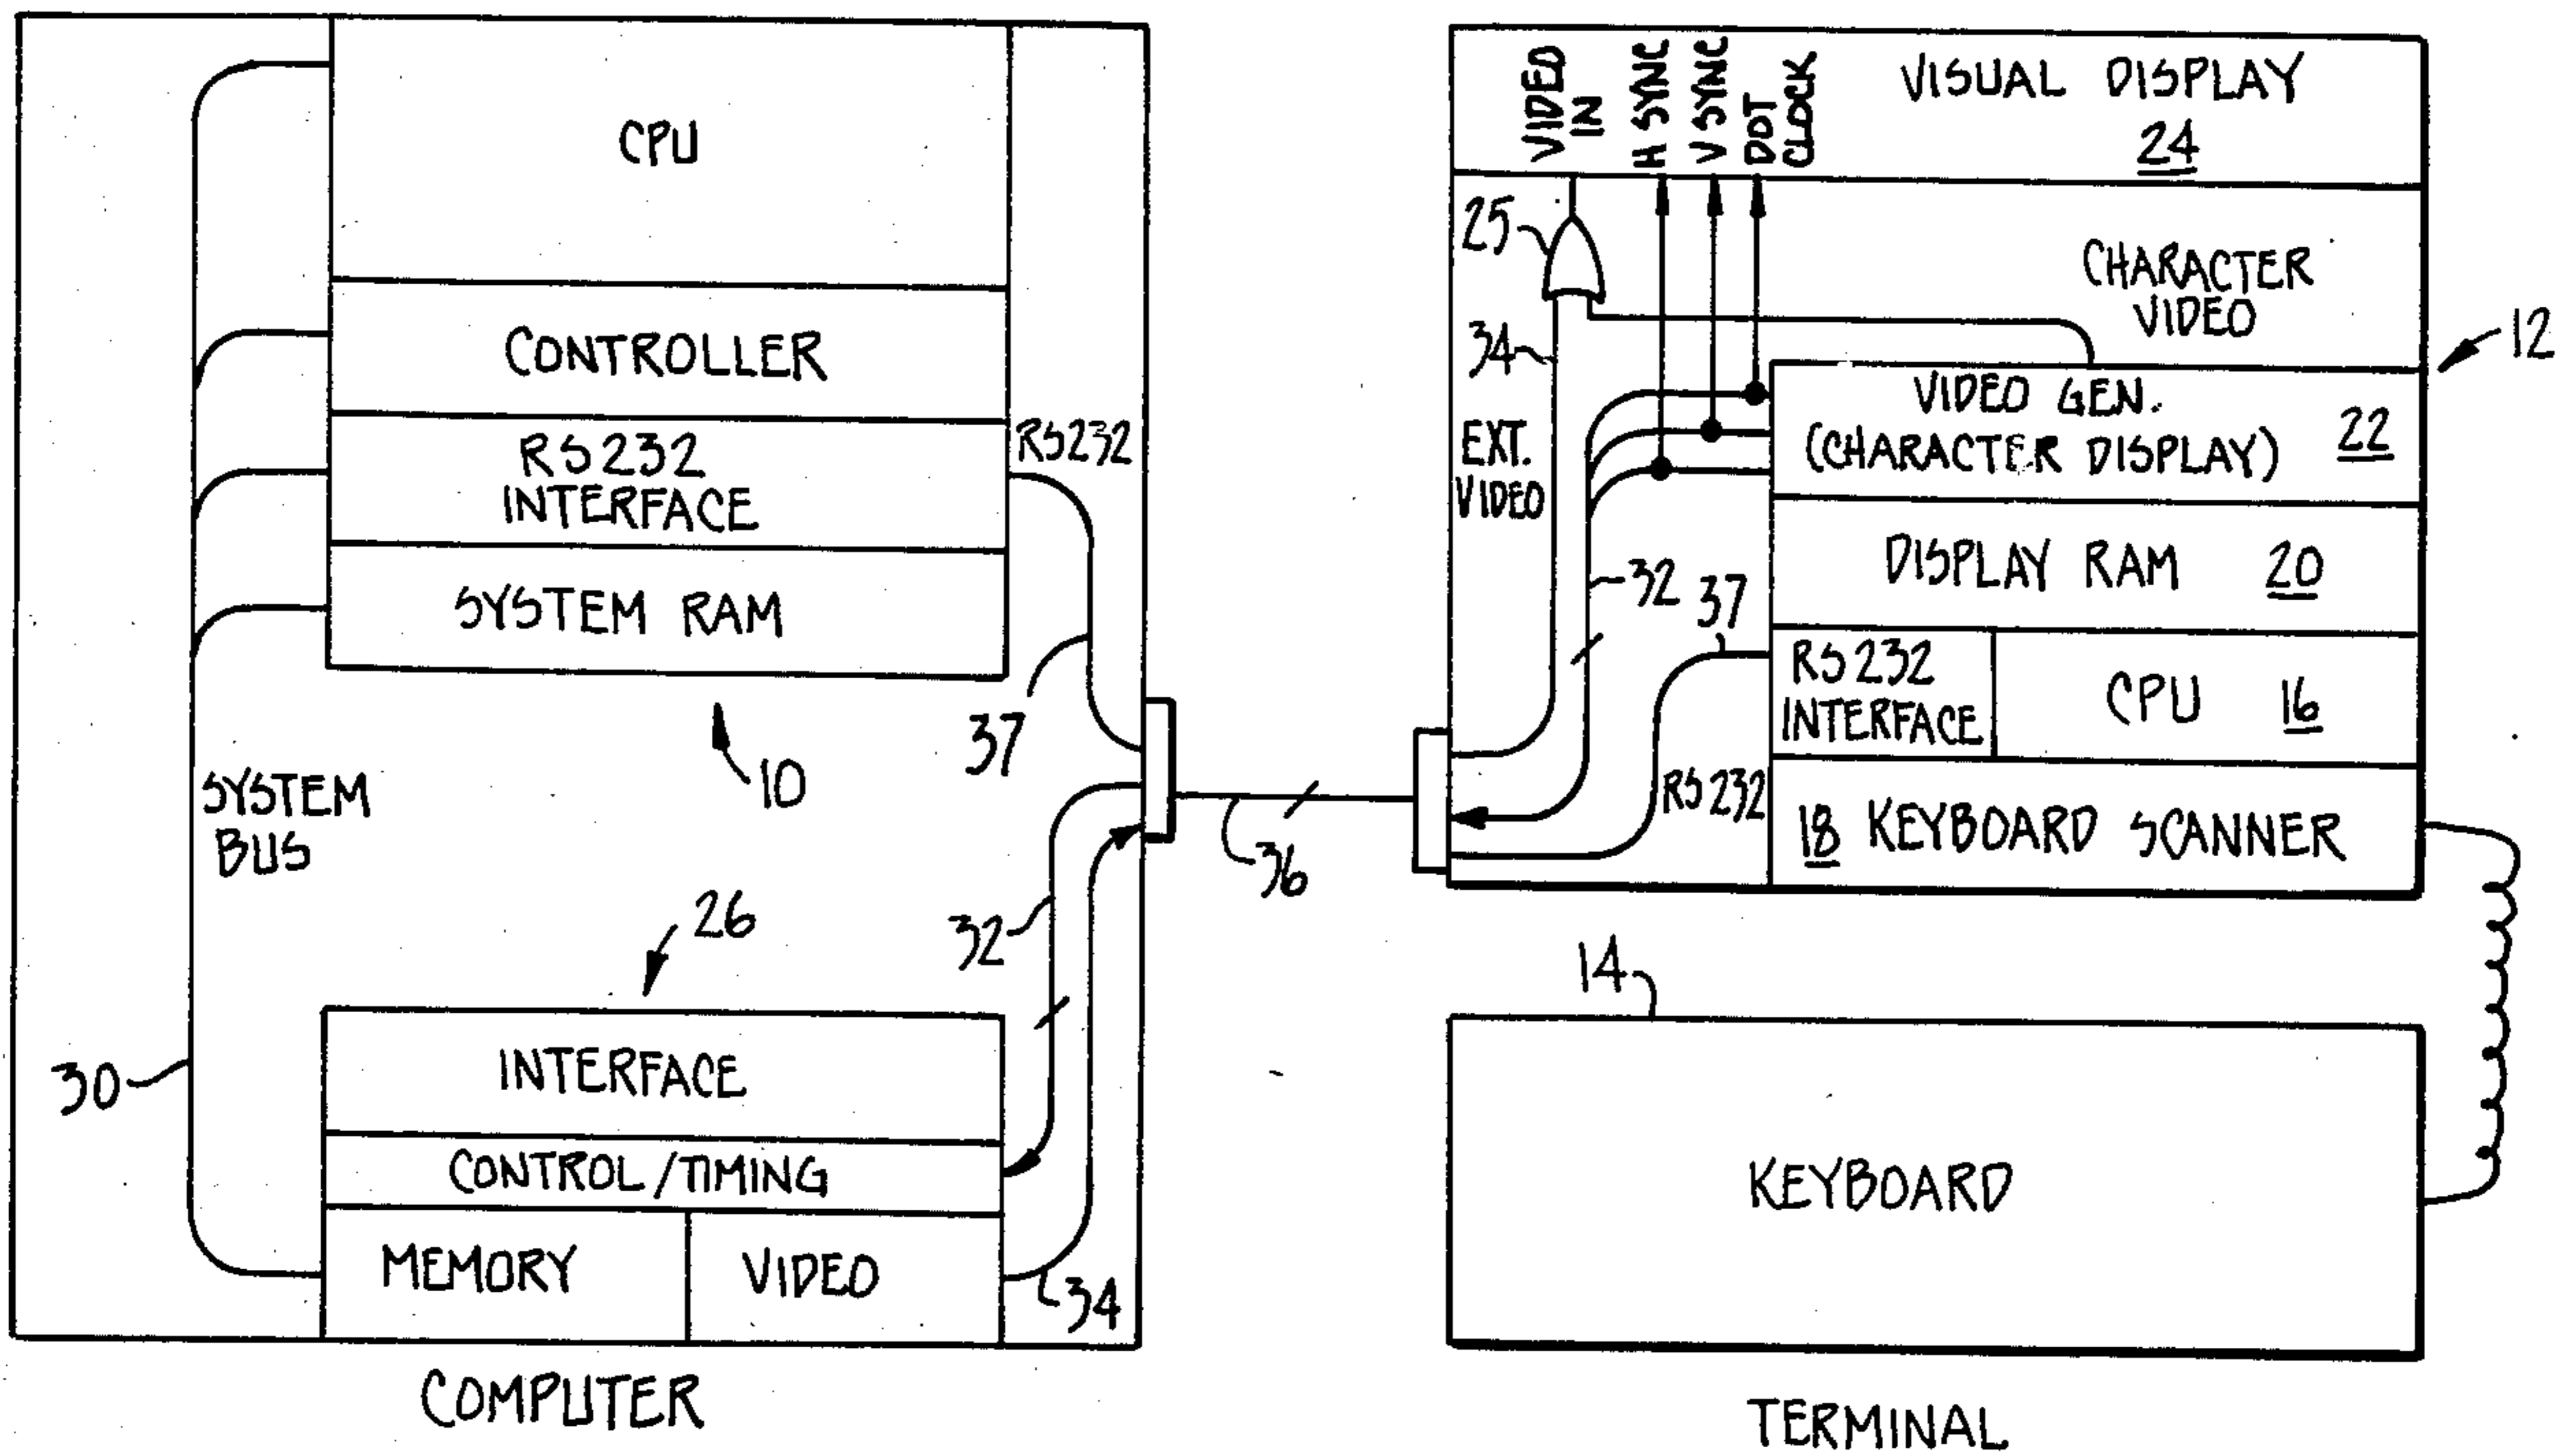 CPU
CONTROLLER
RS232
INTERFACE
RS232
SYSTEM RAM
37
10
SYSTEM
BUS
26
32
30
INTERFACE
CONTROL/TIMING
MEMORY
VIDEO
34
COMPUTER
36
VIDEO
IN
H SYNC
V SYNC
DOT
CLOCK
VISUAL DISPLAY
24
25
CHARACTER
VIDEO
12
34
EXT.
VIDEO
VIDEO GEN.
(CHARACTER DISPLAY)
22
32
37
DISPLAY RAM 20
RS232
INTERFACE
CPU 16
RS232
18 KEYBOARD SCANNER
14
KEYBOARD
TERMINAL